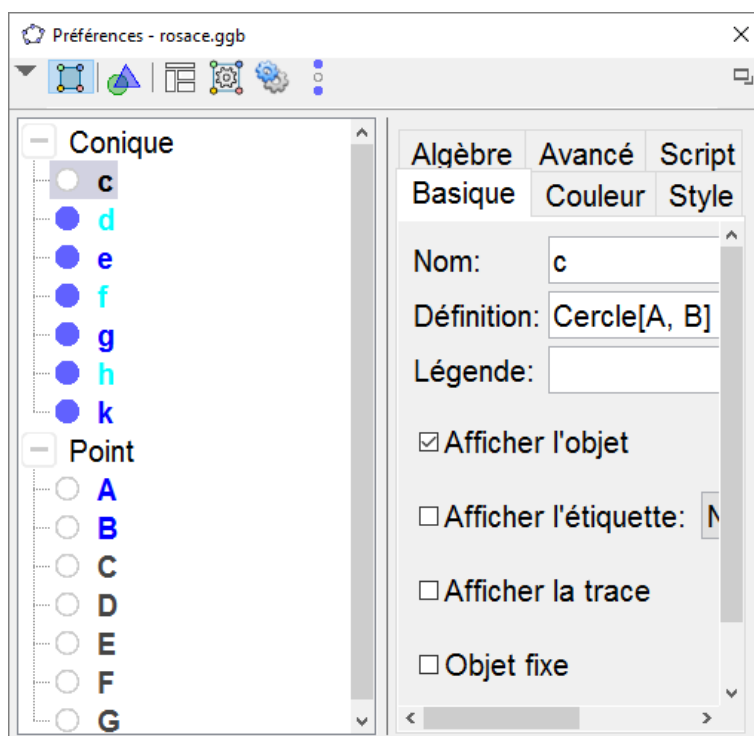 Préférences - rosace.ggb
Conique
c
d
e
f
g
h
k
Point
A
B
C
D
E
F
G
Algèbre Avancé Script
Basique Couleur Style
Nom: c
Définition: Cercle[A, B]
Légende:
Afficher l'objet
Afficher l'étiquette:
Afficher la trace
Objet fixe